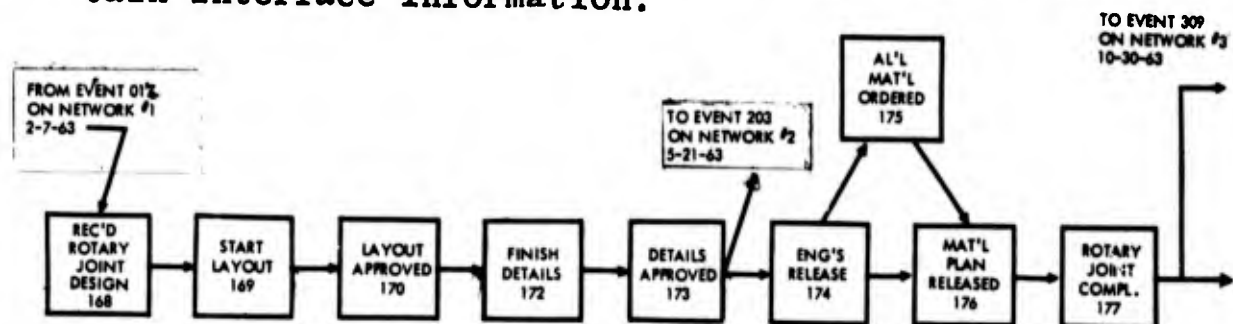 tain interface information.
TO EVENT 309
ON NETWORK #3
10-30-63
FROM EVENT 01
ON NETWORK #1
2-7-63
AL'L
MAT'L
ORDERED
175
TO EVENT 203
ON NETWORK #2
5-21-63
REC'D
ROTARY
JOINT
DESIGN
168
START
LAYOUT
169
LAYOUT
APPROVED
170
FINISH
DETAILS
172
DETAILS
APPROVED
173
ENG'S
RELEASE
174
MAT'L
PLAN
RELEASED
176
ROTARY
JOINT
COMPL.
177